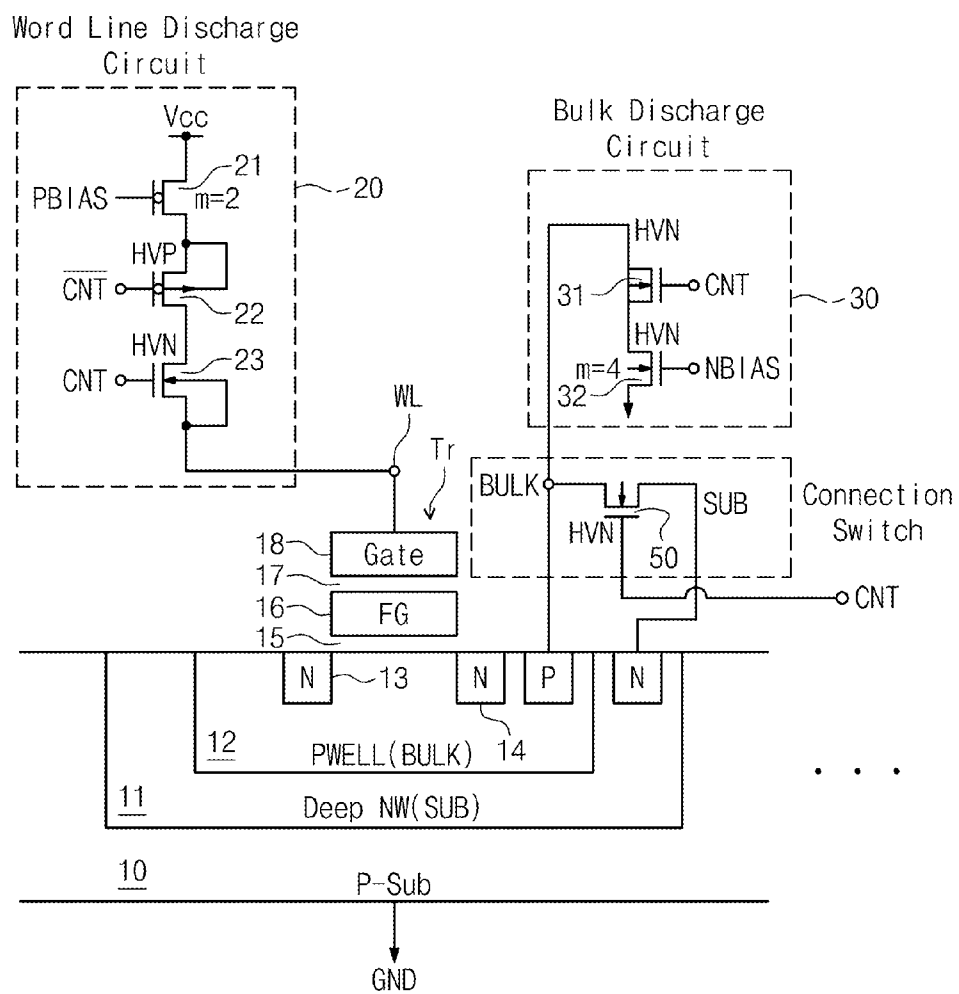 Word Line Discharge
Circuit
Vcc
21
PBIAS
m=2
20
HVP
CNT
22
HVN
23
CNT
Bulk Discharge
Circuit
HVN
31
CNT
30
HVN
m=4
NBIAS
32
WL
Tr
BULK
SUB
HVN
50
Connection
Switch
CNT
18
Gate
17
16
FG
15
N
13
N
14
P
N
12
PWELL(BULK)
11
Deep NW(SUB)
. . .
10
P-Sub
GND